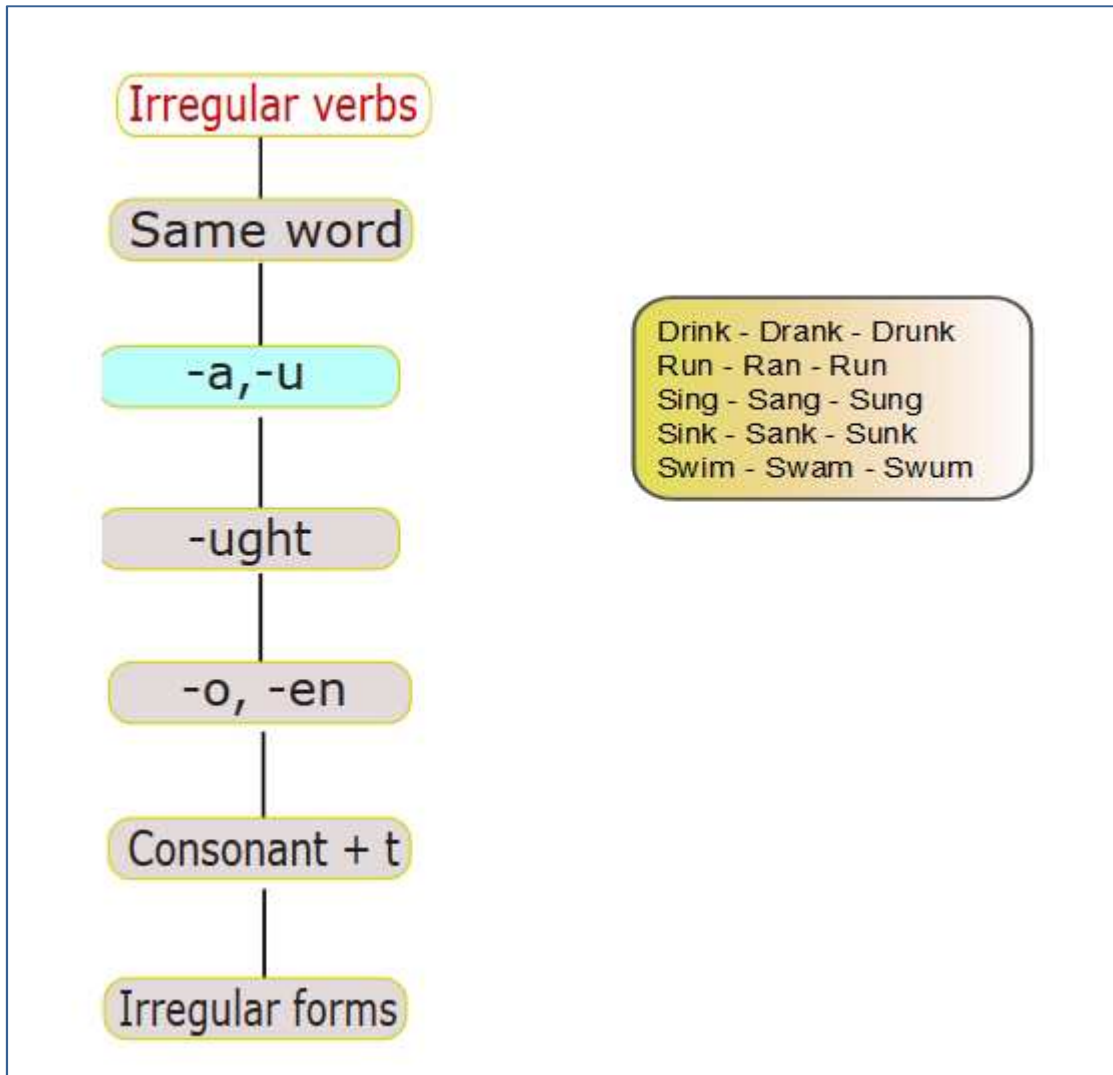 Irregular verbs
Same word
-a,-u
-ught
-o, -en
Consonant + t
Irregular forms
Drink - Drank - Drunk
Run - Ran - Run
Sing - Sang - Sung
Sink - Sank - Sunk
Swim - Swam - Swum